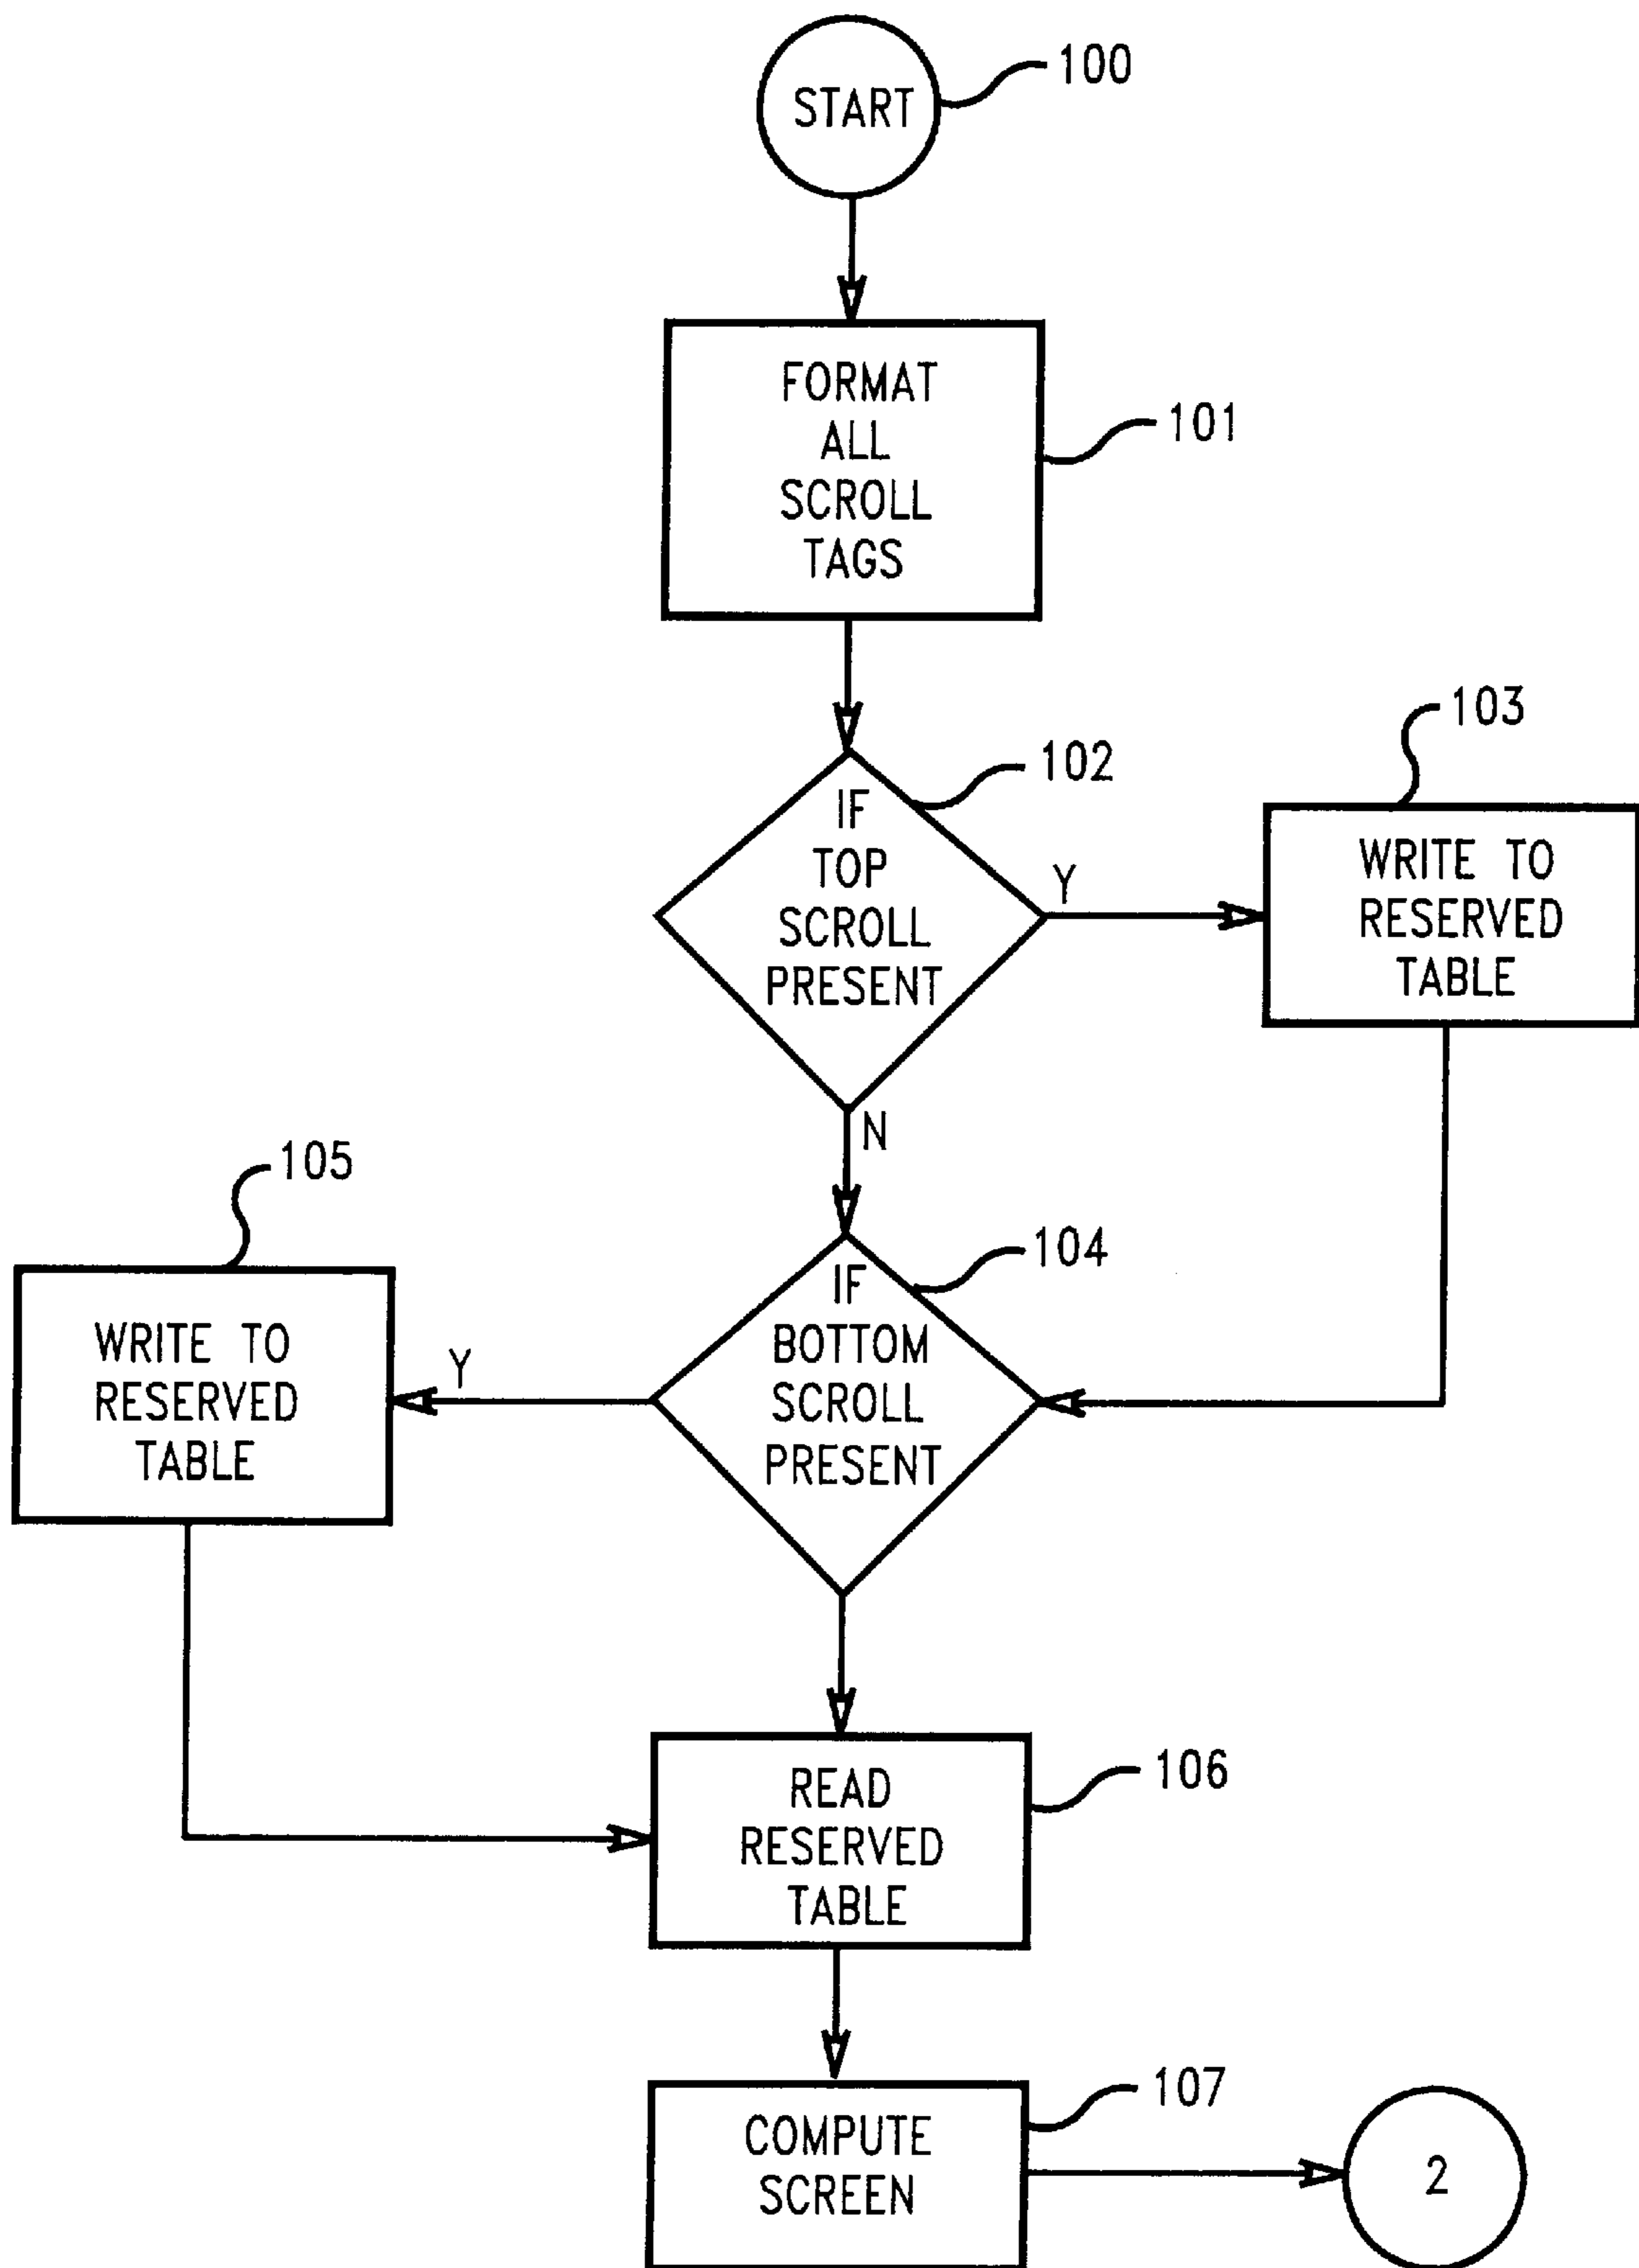 START
100
FORMAT
ALL
SCROLL
TAGS
101
IF
TOP
SCROLL
PRESENT
102
Y
103
WRITE TO
RESERVED
TABLE
N
105
WRITE TO
RESERVED
TABLE
Y
104
IF
BOTTOM
SCROLL
PRESENT
READ
RESERVED
TABLE
106
COMPUTE
SCREEN
107
2